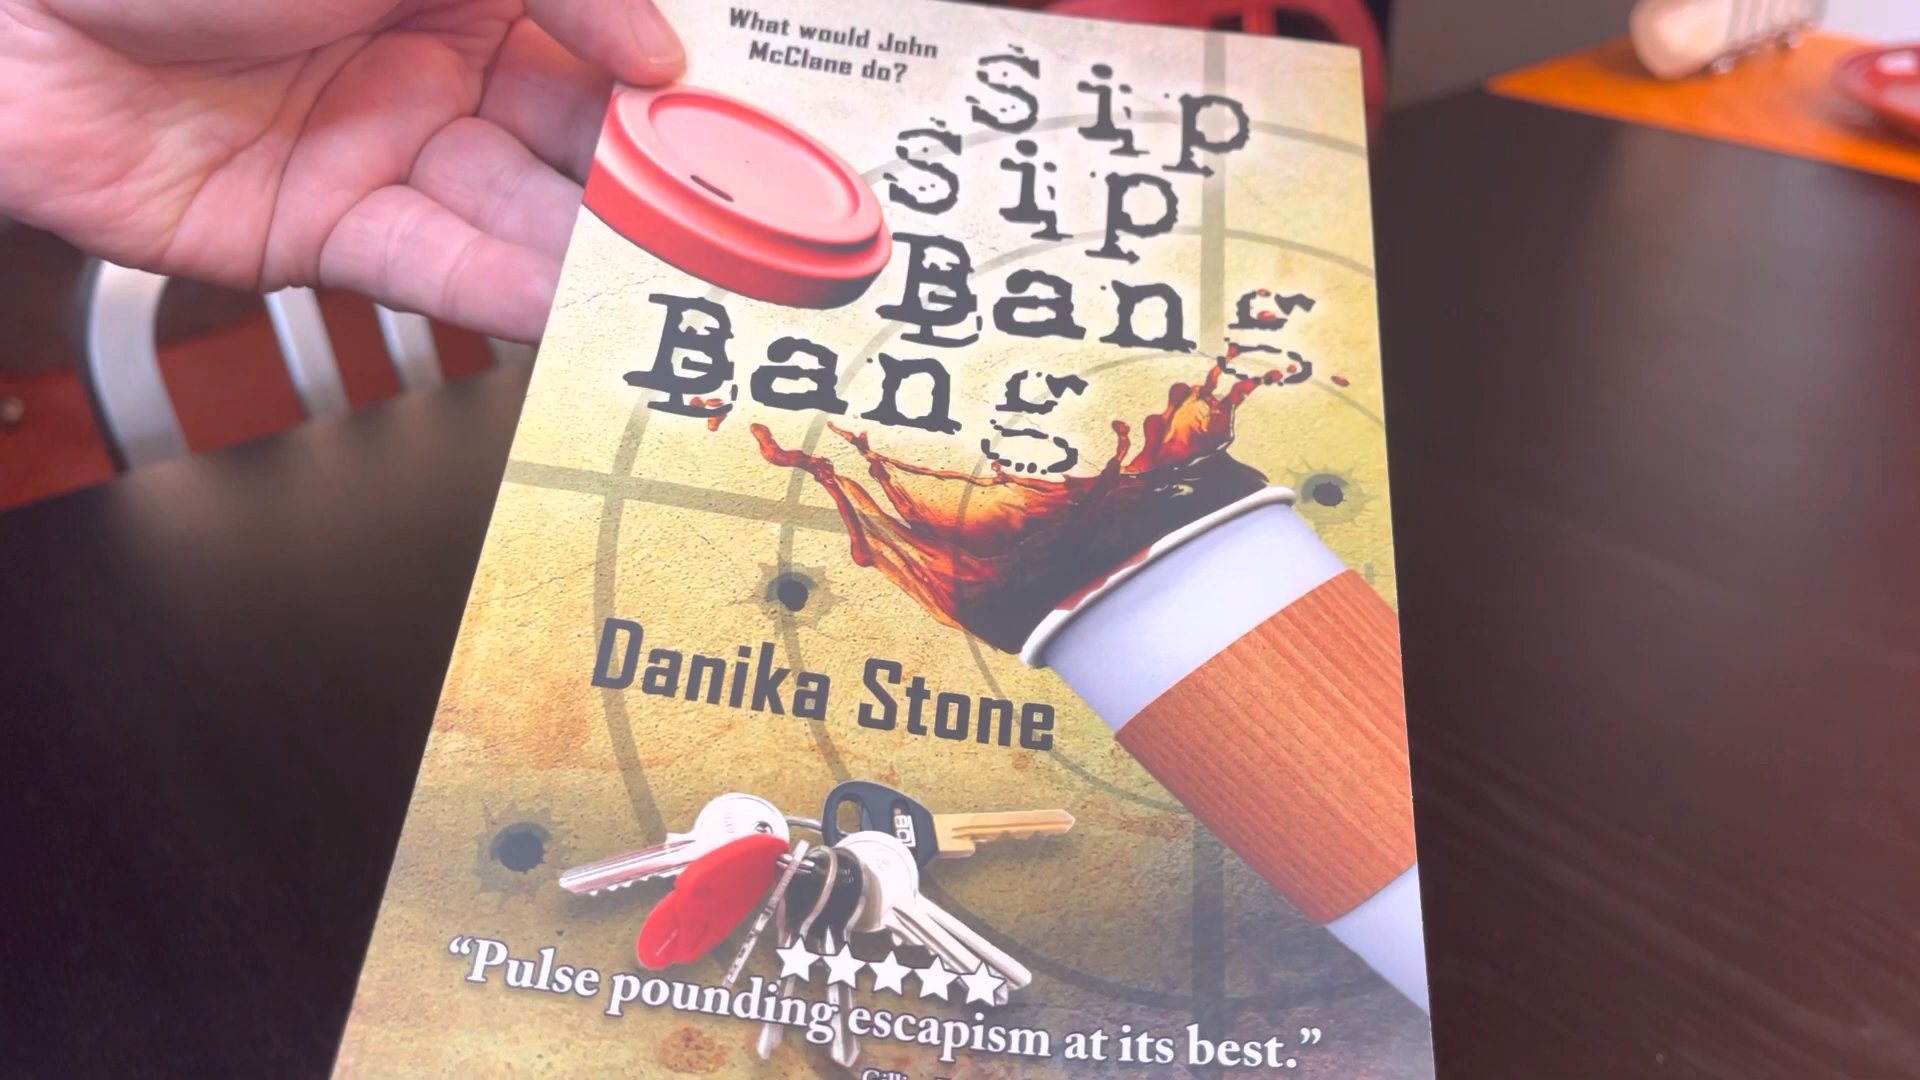 What would John
McClane do?
Sip
Sip
Bang
Bang
Danika Stone
“Pulse pounding escapism at its best.”